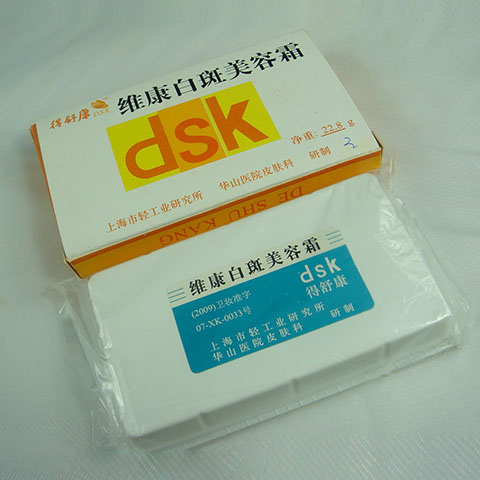 得舒康 DSK
维康白斑美容霜
dsk
净重: 22.8 g
3
上海市轻工业研究所 华山医院皮肤科 研制
DE SHU KANG
维康白斑美容霜
dsk
(2009)卫妆准字
得舒康
07-XK-0033号
上海市轻工业研究所
华山医院皮肤科 研制